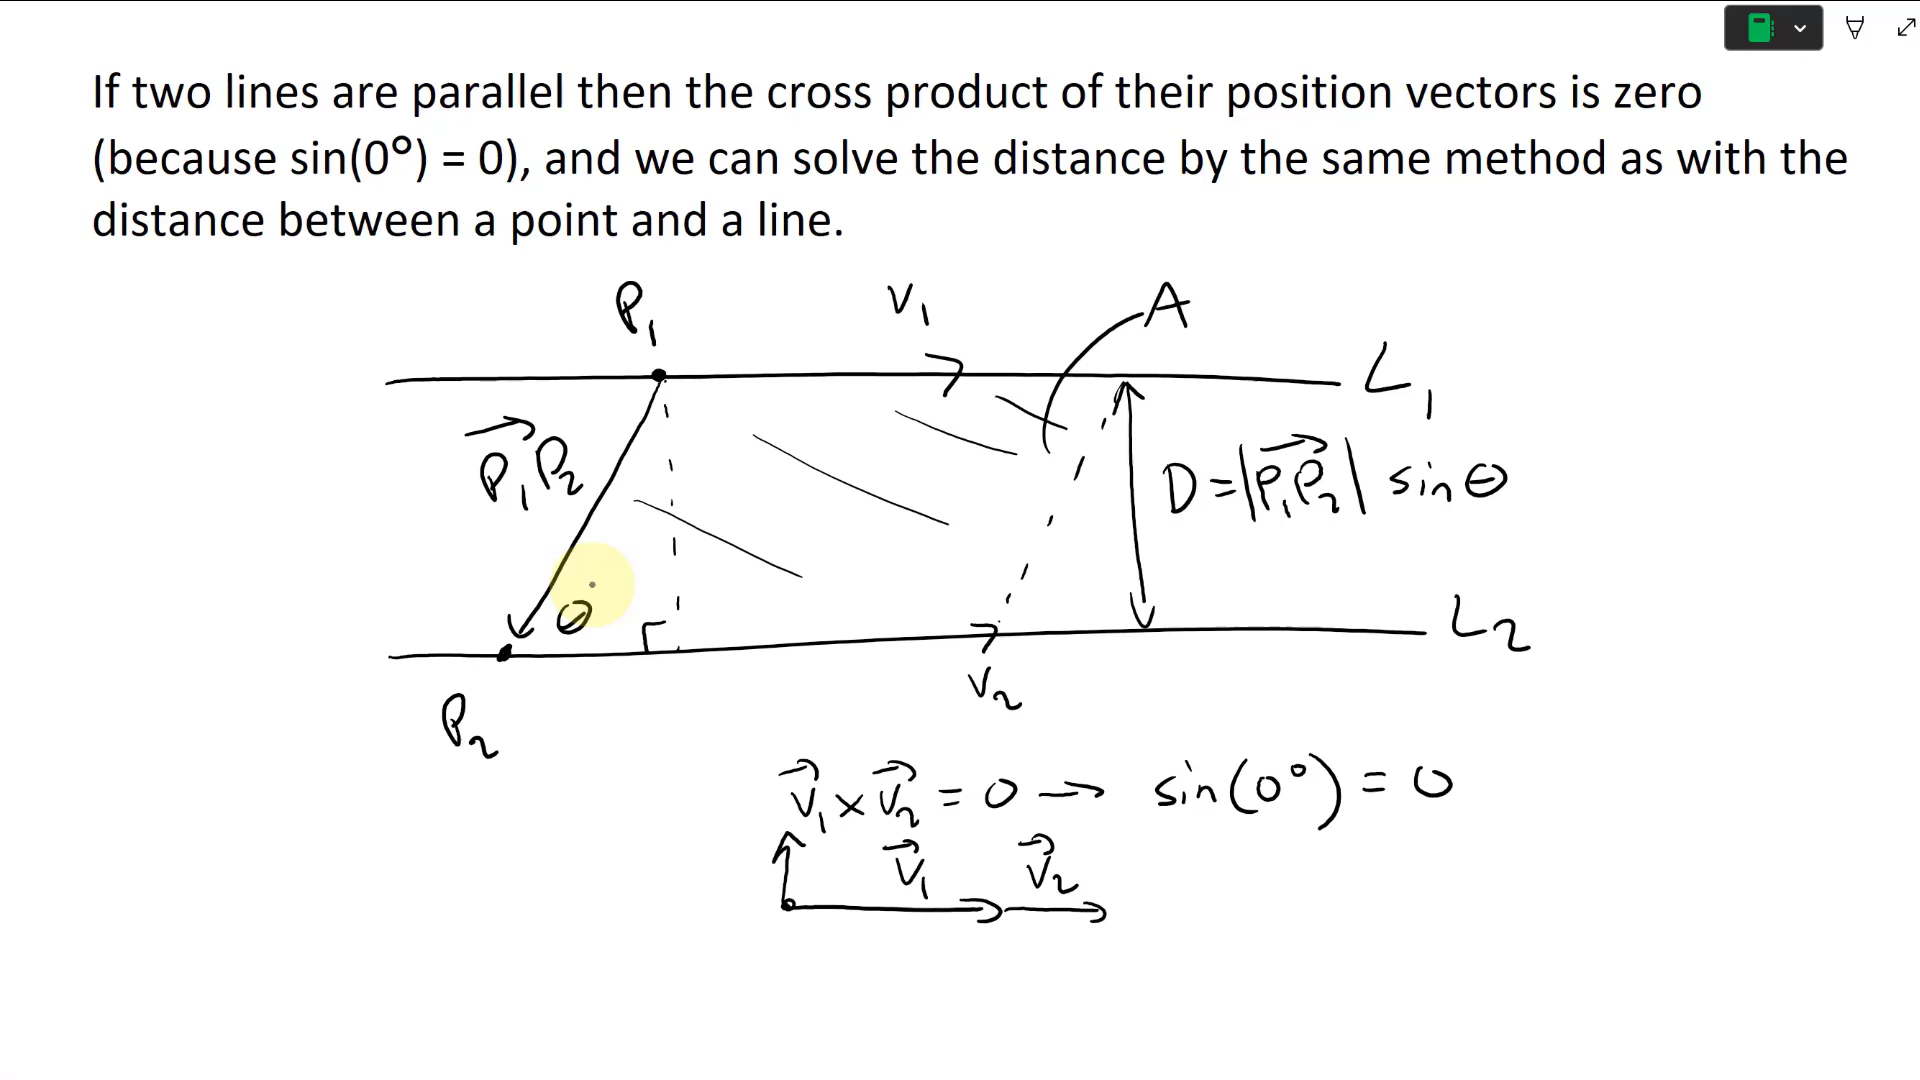 If two lines are parallel then the cross product of their position vectors is zero
(because sin(0°) = 0), and we can solve the distance by the same method as with the
distance between a point and a line.
P₁
V₁
A
L₁
P₁P₂
D = |P₁P₂| sin θ
θ
L₂
V₂
P₂
V₁ × V₂ = 0 → sin(0°) = 0
V₁ V₂